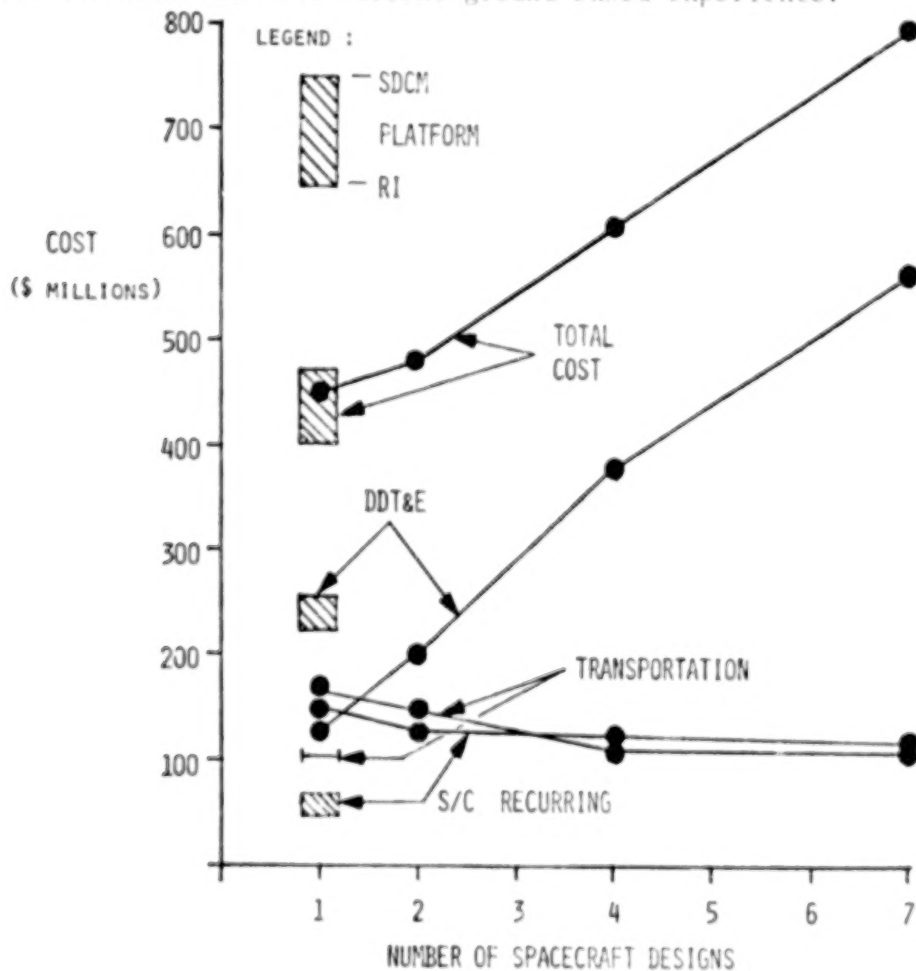 800
LEGEND :
SDCM
PLATFORM
RI
700
600
COST
($ MILLIONS)
500
TOTAL
COST
400
DDT&E
300
200
TRANSPORTATION
100
S/C RECURRING
1 2 3 4 5 6 7
NUMBER OF SPACECRAFT DESIGNS